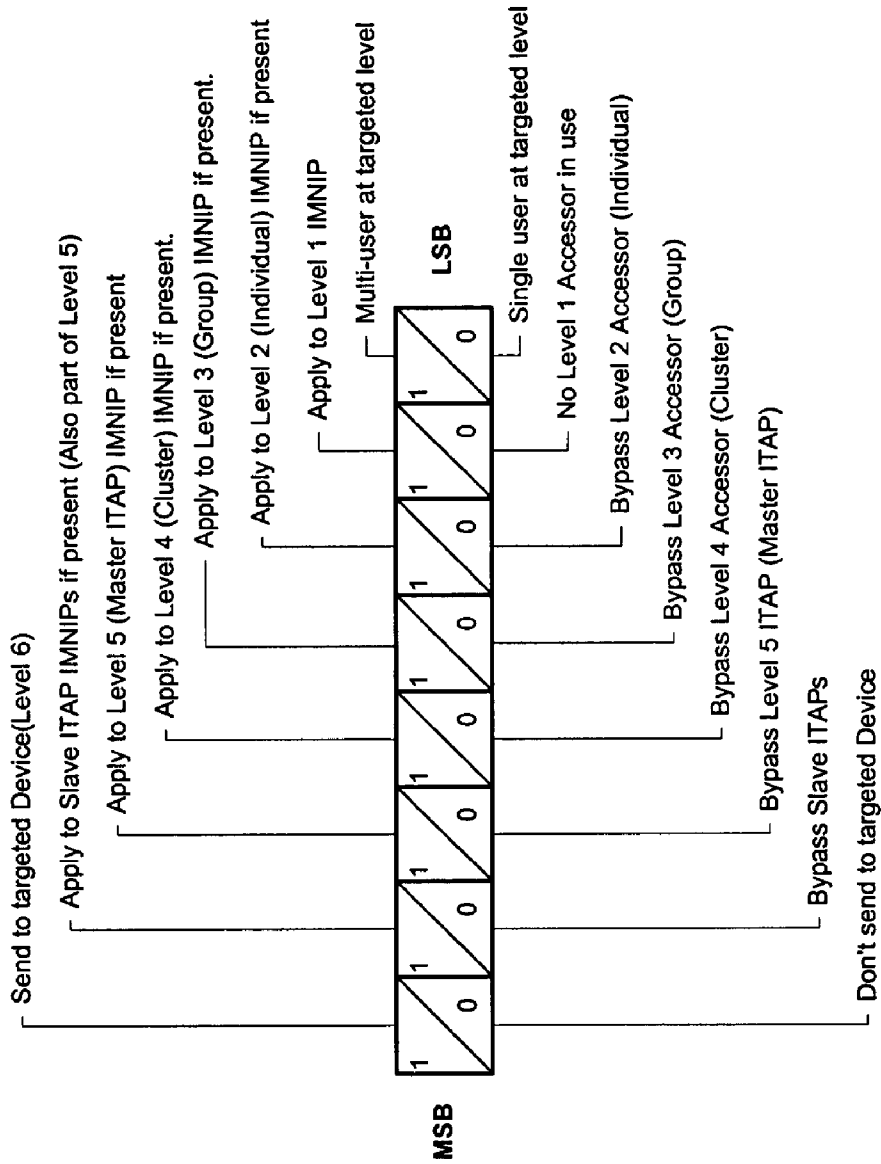 Send to targeted Device(Level 6)
Apply to Slave ITAP IMNIPs if present (Also part of Level 5)
Apply to Level 5 (Master ITAP) IMNIP if present
Apply to Level 4 (Cluster) IMNIP if present.
Apply to Level 3 (Group) IMNIP if present.
Apply to Level 2 (Individual) IMNIP if present
Apply to Level 1 IMNIP
Multi-user at targeted level
MSB
1 0
1 0
1 0
1 0
1 0
1 0
1 0
1 0
LSB
Single user at targeted level
No Level 1 Accessor in use
Bypass Level 2 Accessor (Individual)
Bypass Level 3 Accessor (Group)
Bypass Level 4 Accessor (Cluster)
Bypass Level 5 ITAP (Master ITAP)
Bypass Slave ITAPs
Don't send to targeted Device